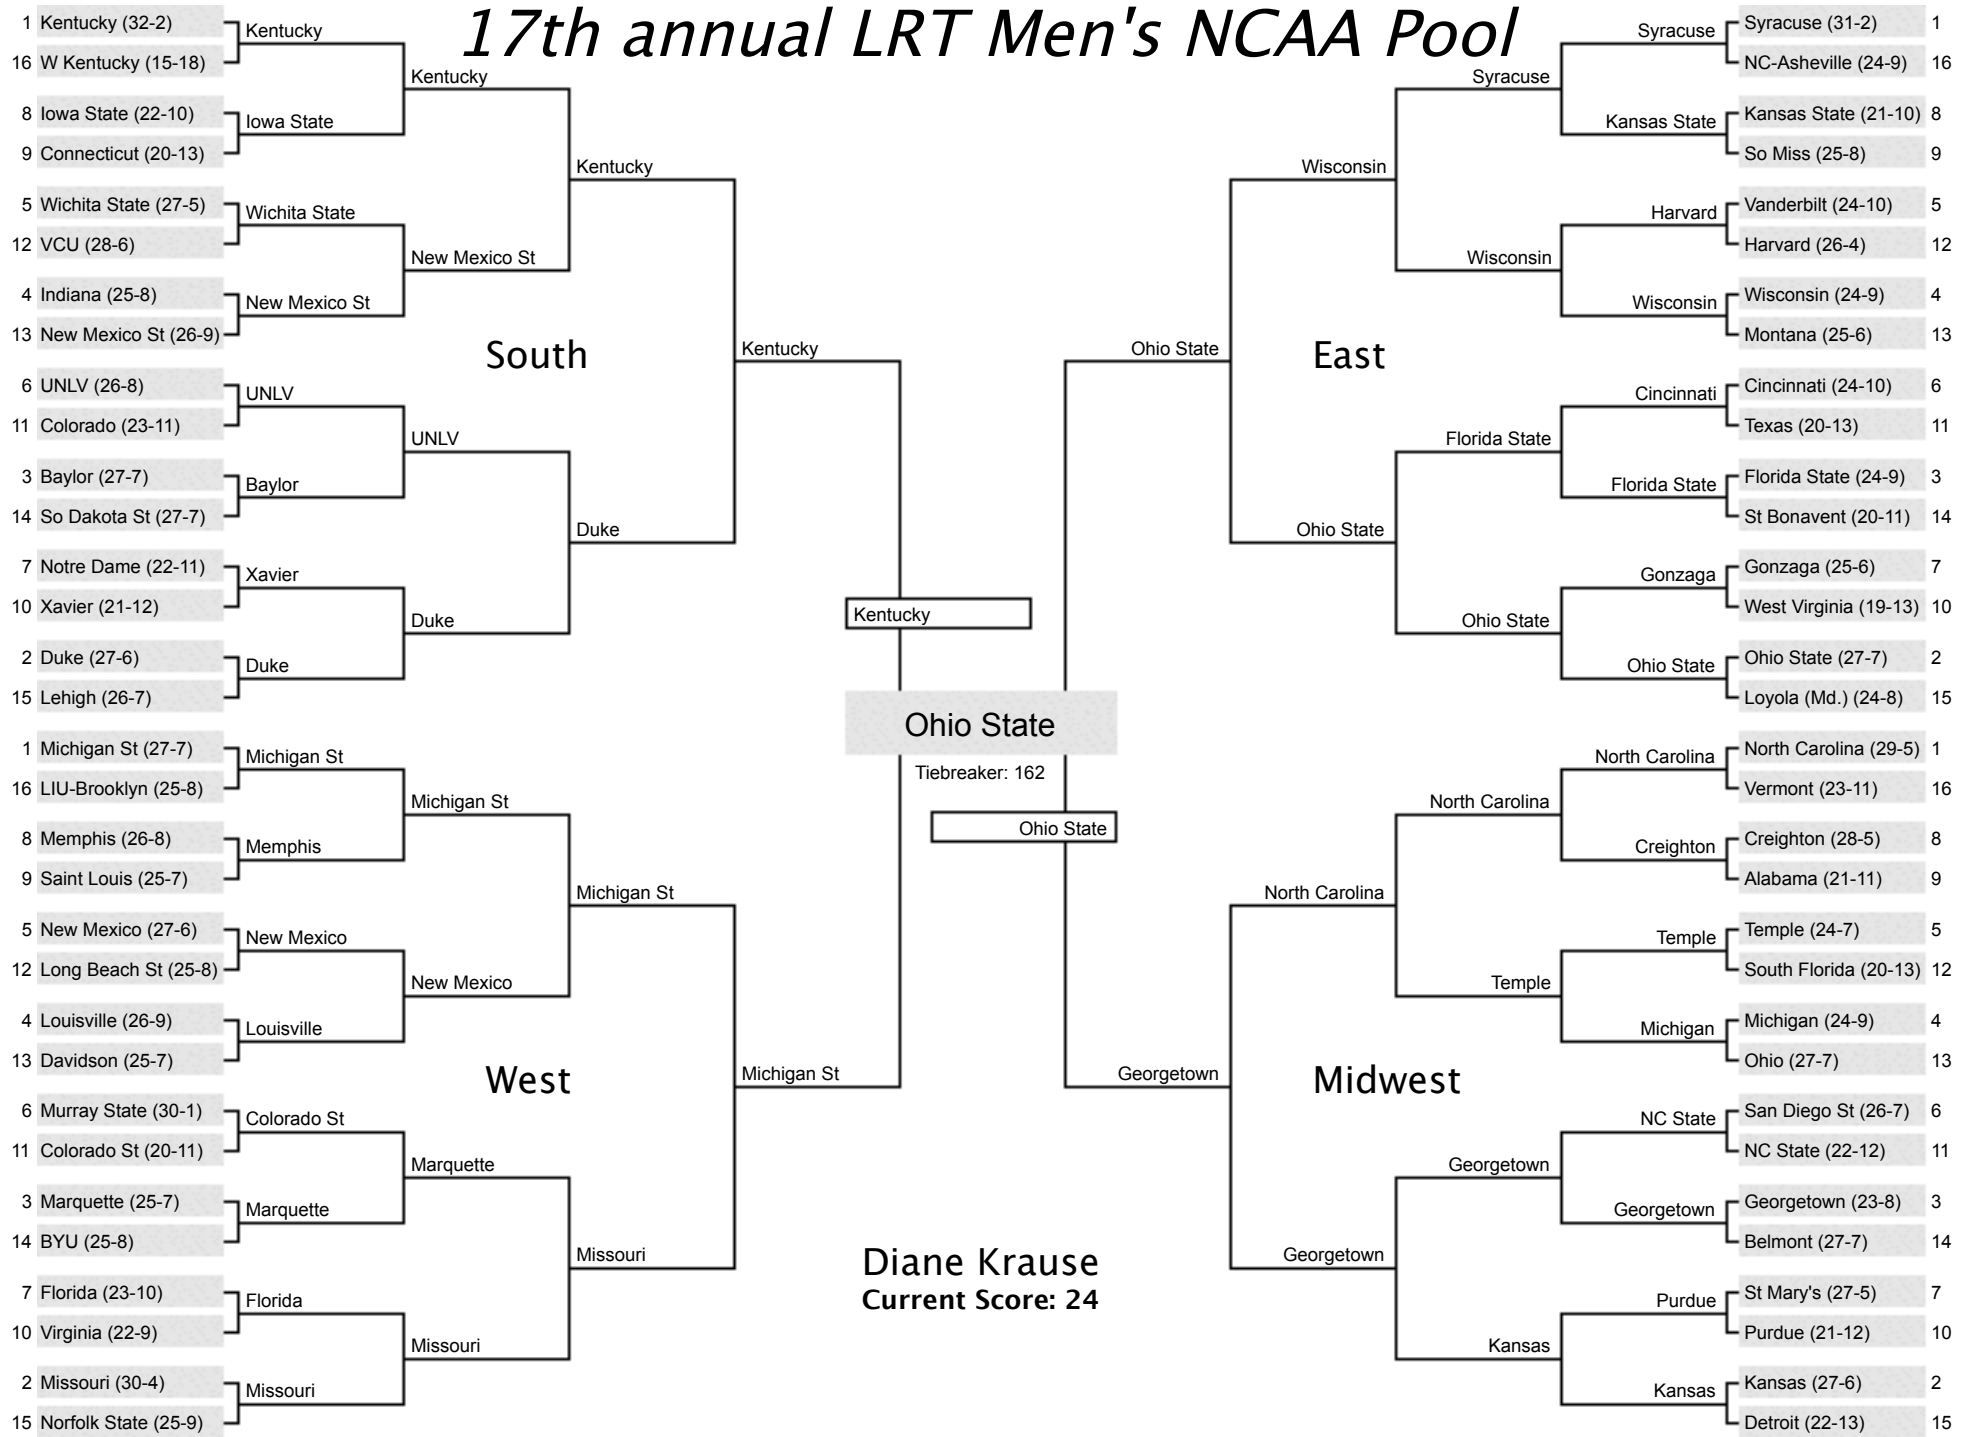 17th annual LRT Men's NCAA Pool
1 Kentucky (32-2)
16 W Kentucky (15-18)
8 Iowa State (22-10)
9 Connecticut (20-13)
5 Wichita State (27-5)
12 VCU (28-6)
4 Indiana (25-8)
13 New Mexico St (26-9)
6 UNLV (26-8)
11 Colorado (23-11)
3 Baylor (27-7)
14 So Dakota St (27-7)
7 Notre Dame (22-11)
10 Xavier (21-12)
2 Duke (27-6)
15 Lehigh (26-7)
Kentucky
Iowa State
Wichita State
New Mexico St
UNLV
Baylor
Xavier
Duke
Kentucky
New Mexico St
UNLV
Duke
Kentucky
Duke
Kentucky
South
1 Michigan St (27-7)
16 LIU-Brooklyn (25-8)
8 Memphis (26-8)
9 Saint Louis (25-7)
5 New Mexico (27-6)
12 Long Beach St (25-8)
4 Louisville (26-9)
13 Davidson (25-7)
6 Murray State (30-1)
11 Colorado St (20-11)
3 Marquette (25-7)
14 BYU (25-8)
7 Florida (23-10)
10 Virginia (22-9)
2 Missouri (30-4)
15 Norfolk State (25-9)
Michigan St
Memphis
New Mexico
Louisville
Colorado St
Marquette
Florida
Missouri
Michigan St
New Mexico
Marquette
Missouri
Michigan St
Missouri
Michigan St
West
Kentucky
Ohio State
Tiebreaker: 162
Ohio State
Diane Krause
Current Score: 24
Syracuse (31-2) 1
NC-Asheville (24-9) 16
Kansas State (21-10) 8
So Miss (25-8) 9
Vanderbilt (24-10) 5
Harvard (26-4) 12
Wisconsin (24-9) 4
Montana (25-6) 13
Cincinnati (24-10) 6
Texas (20-13) 11
Florida State (24-9) 3
St Bonavent (20-11) 14
Gonzaga (25-6) 7
West Virginia (19-13) 10
Ohio State (27-7) 2
Loyola (Md.) (24-8) 15
Syracuse
Kansas State
Harvard
Wisconsin
Cincinnati
Florida State
Gonzaga
Ohio State
Syracuse
Wisconsin
Florida State
Ohio State
Wisconsin
Ohio State
Ohio State
East
North Carolina (29-5) 1
Vermont (23-11) 16
Creighton (28-5) 8
Alabama (21-11) 9
Temple (24-7) 5
South Florida (20-13) 12
Michigan (24-9) 4
Ohio (27-7) 13
San Diego St (26-7) 6
NC State (22-12) 11
Georgetown (23-8) 3
Belmont (27-7) 14
St Mary's (27-5) 7
Purdue (21-12) 10
Kansas (27-6) 2
Detroit (22-13) 15
North Carolina
Creighton
Temple
Michigan
NC State
Georgetown
Purdue
Kansas
North Carolina
Temple
Georgetown
Kansas
North Carolina
Georgetown
Georgetown
Midwest